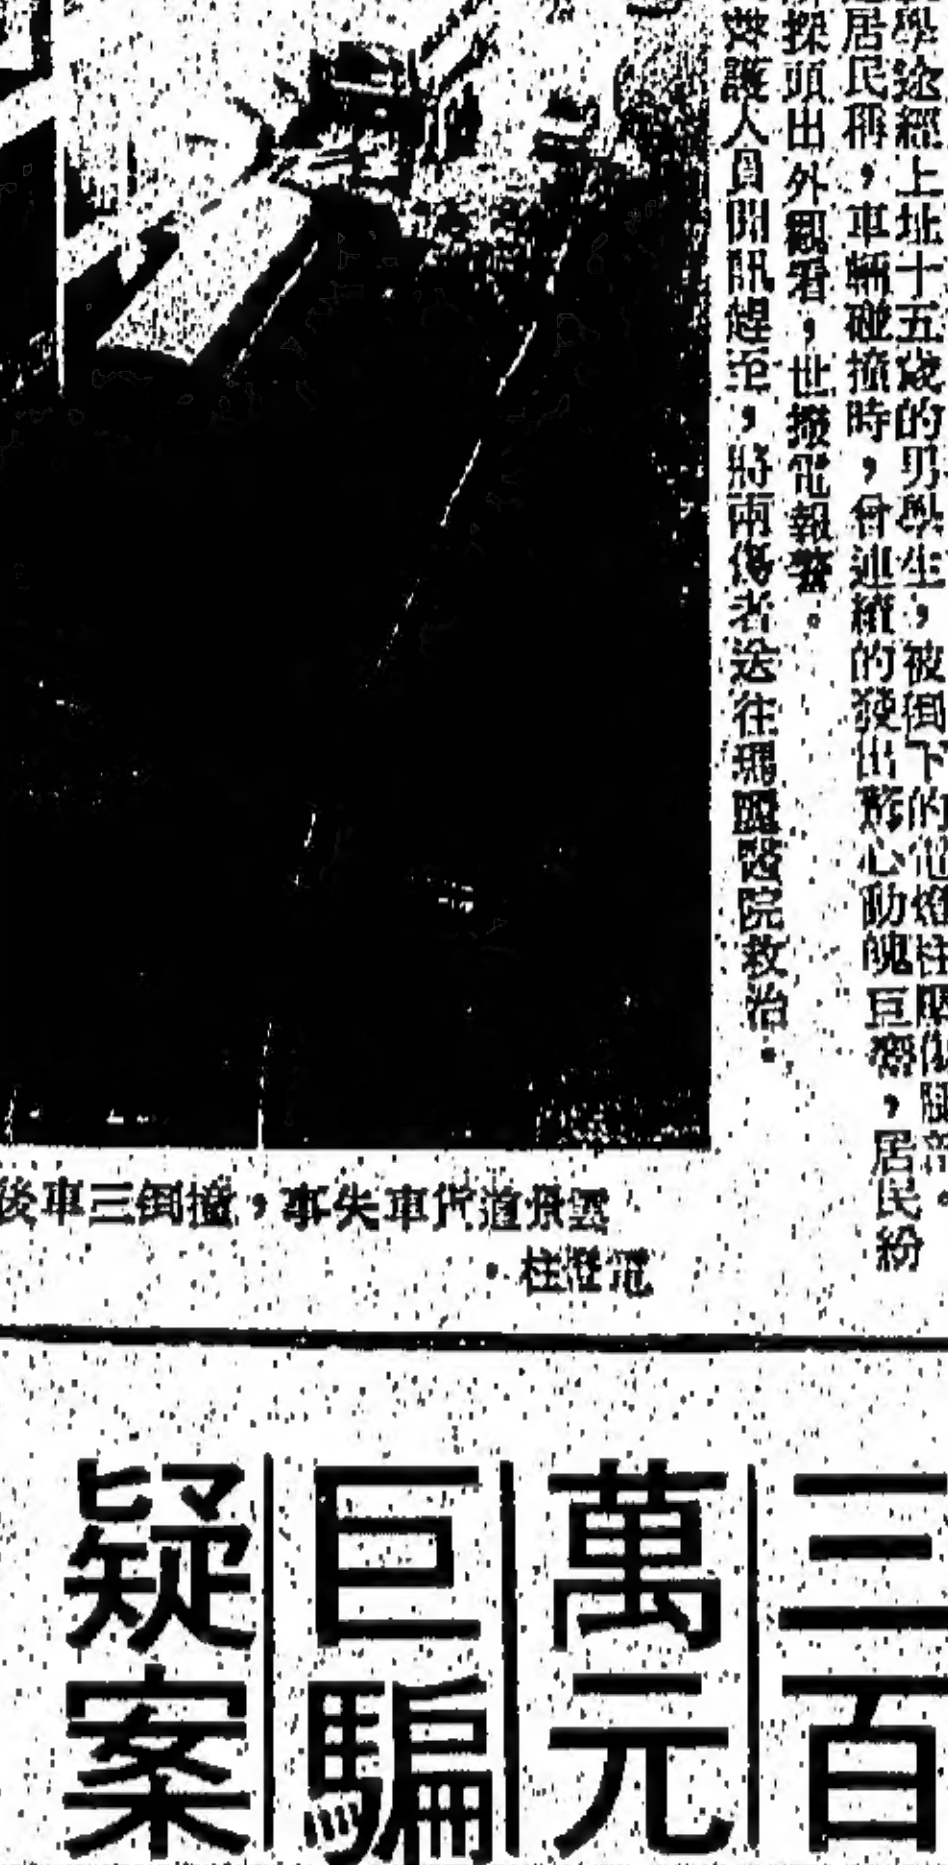 學途經上址十五歲的男學生，被倒下的電燈柱壓傷腿部。
居民稱，車輛碰撞時，曾連續的發出驚心動魄巨響，居民紛
探頭出外觀看，並撥電報警。
救護人員聞訊趕至，將兩傷者送往瑪麗醫院救治。
雲景道貨車失事，撞倒三車後
電燈柱。
三百
萬元
巨騙
疑案